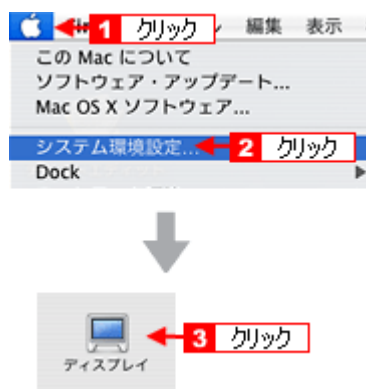 1 クリック 編集 表示
この Mac について
ソフトウェア・アップデート...
Mac OS X ソフトウェア...
システム環境設定... 2 クリック
Dock
3 クリック
ディスプレイ